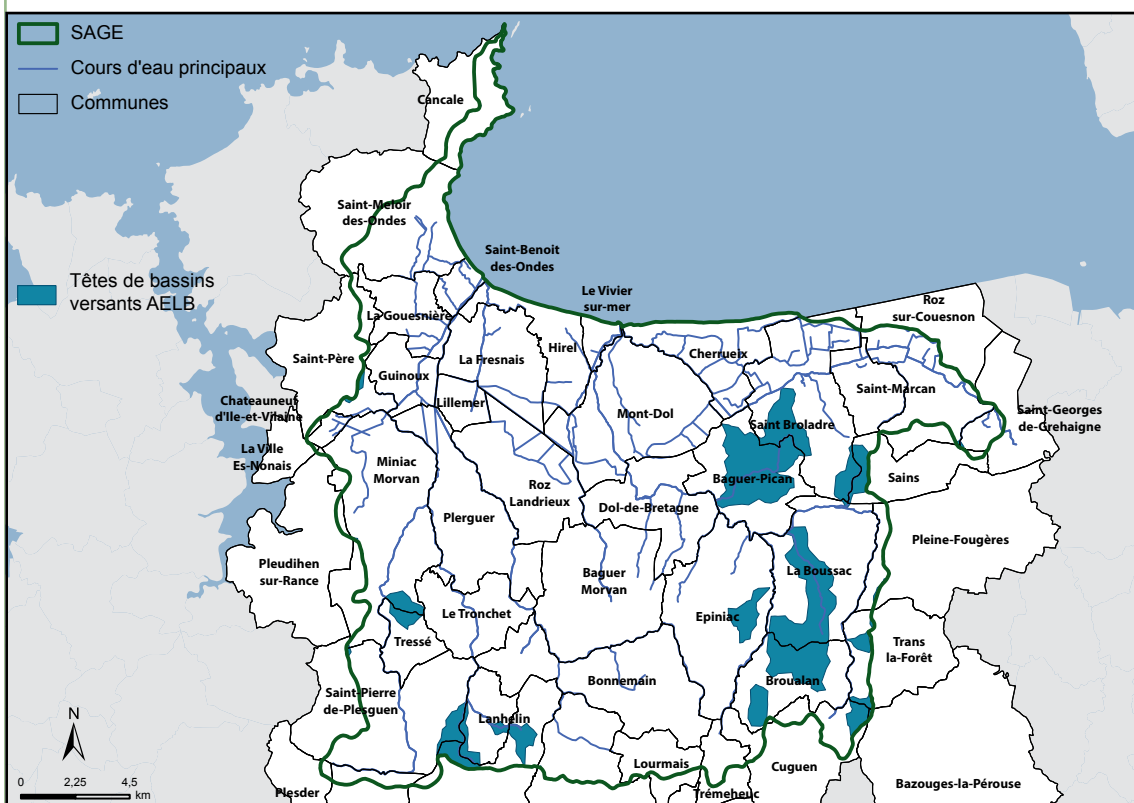 SAGE
Cours d'eau principaux
Communes
Têtes de bassins
versants AELB
Cancale
Saint-Meloir
des-Ondes
Saint-Benoit
des-Ondes
Le Vivier
sur-mer
Roz
sur-Couesnon
La Gouesnière
Saint-Père
La Fresnais
Hirel
Cherrueix
Guinoux
Saint-Marcan
Chateauneuf
d'Ile-et-Vilaine
Lillemer
Mont-Dol
Saint Broladre
Saint-Georges
de-Grehaigne
La Ville
Es-Nonais
Miniac
Morvan
Roz
Landrieux
Baguer-Pican
Sains
Plerguer
Dol-de-Bretagne
Pleine-Fougères
Pleudihen
sur-Rance
Baguer
Morvan
La Boussac
Le Tronchet
Epiniac
Tressé
Trans
la-Forêt
Bonnemain
Broualan
Saint-Pierre
de-Plesguen
Lanhelin
Lourmais
Cuguen
Bazouges-la-Pérouse
Plesder
Trémeheuc
N
0 2,25 4,5
km